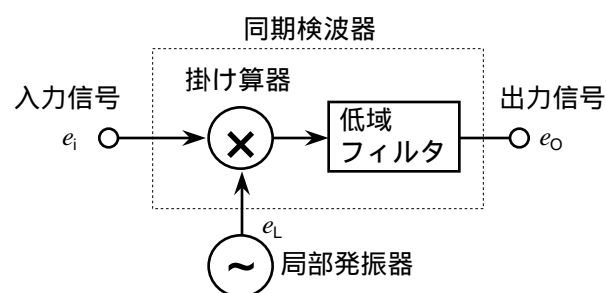 同期検波器
掛け算器
入力信号
出力信号
低域
フィルタ
ei
×
eO
eL
~
局部発振器